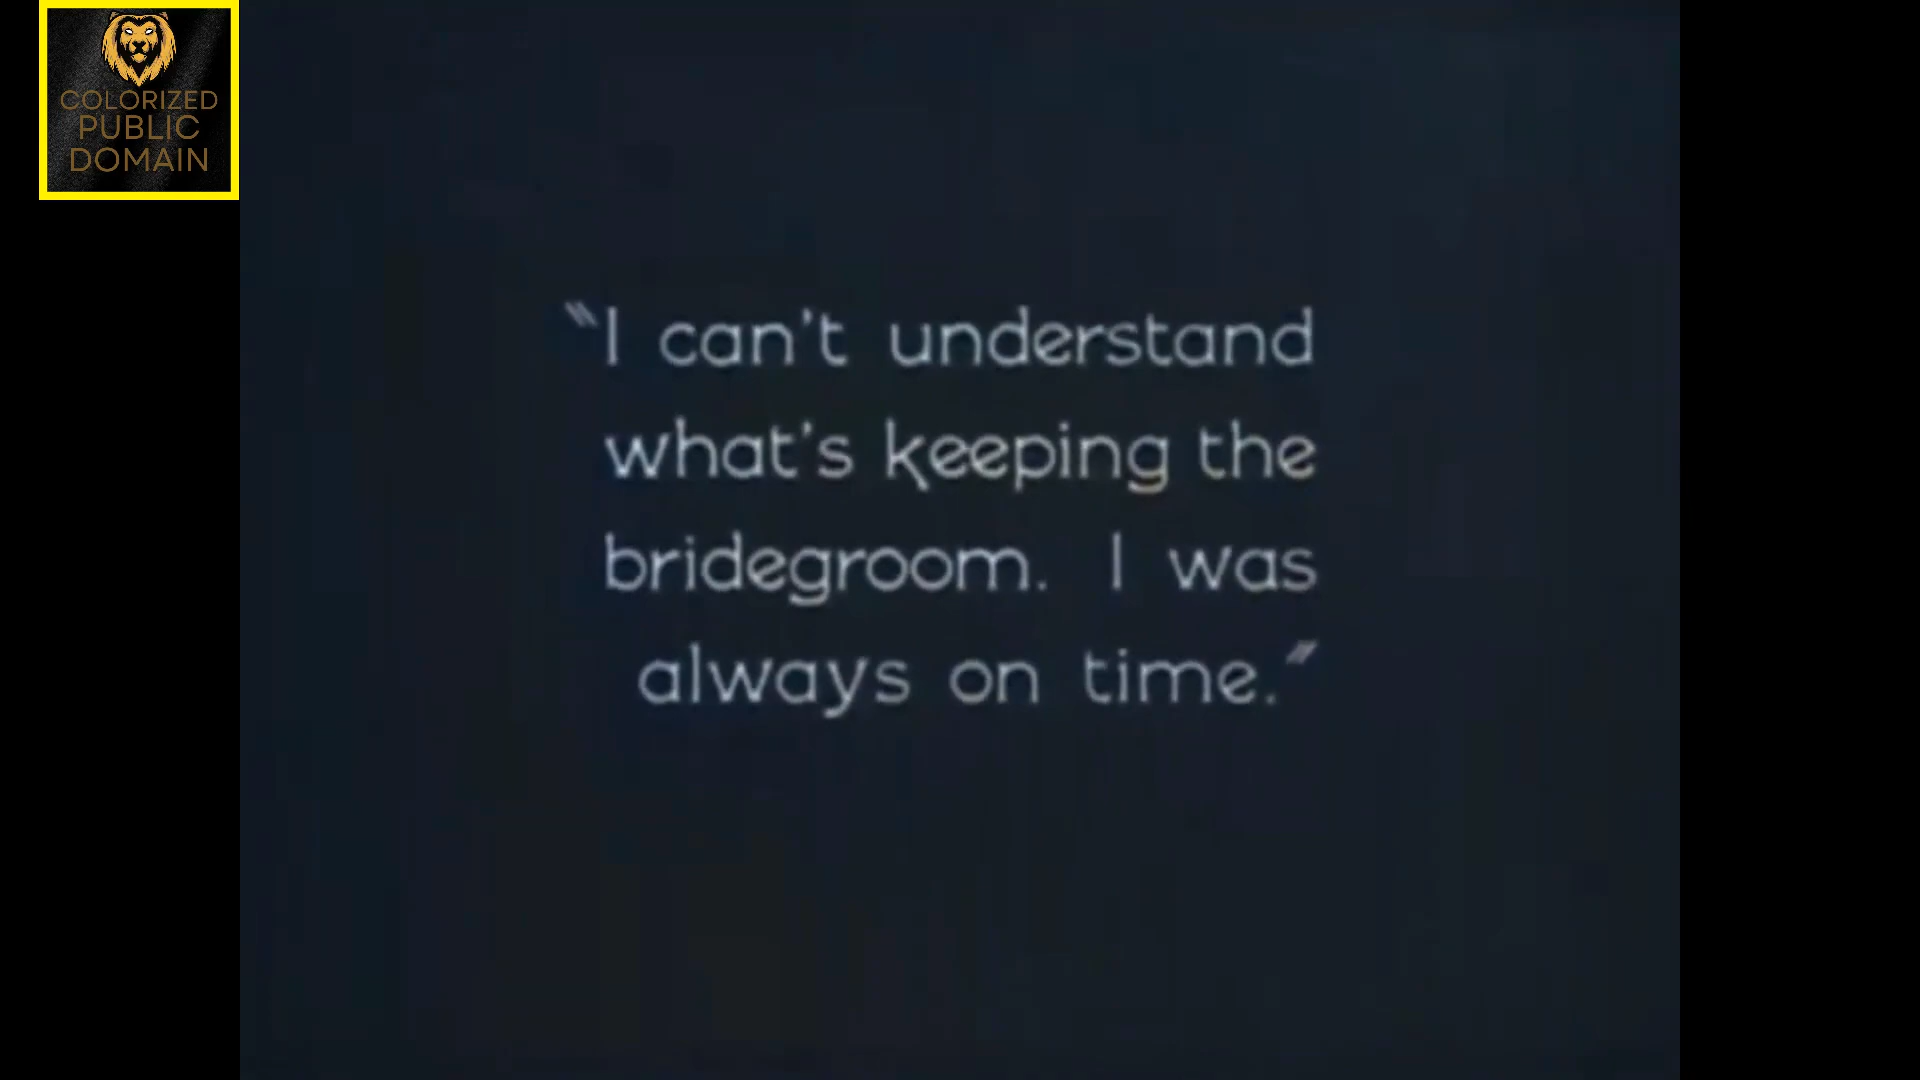 COLORIZED
PUBLIC
DOMAIN
“I can't understand
what's keeping the
bridegroom. I was
always on time.”